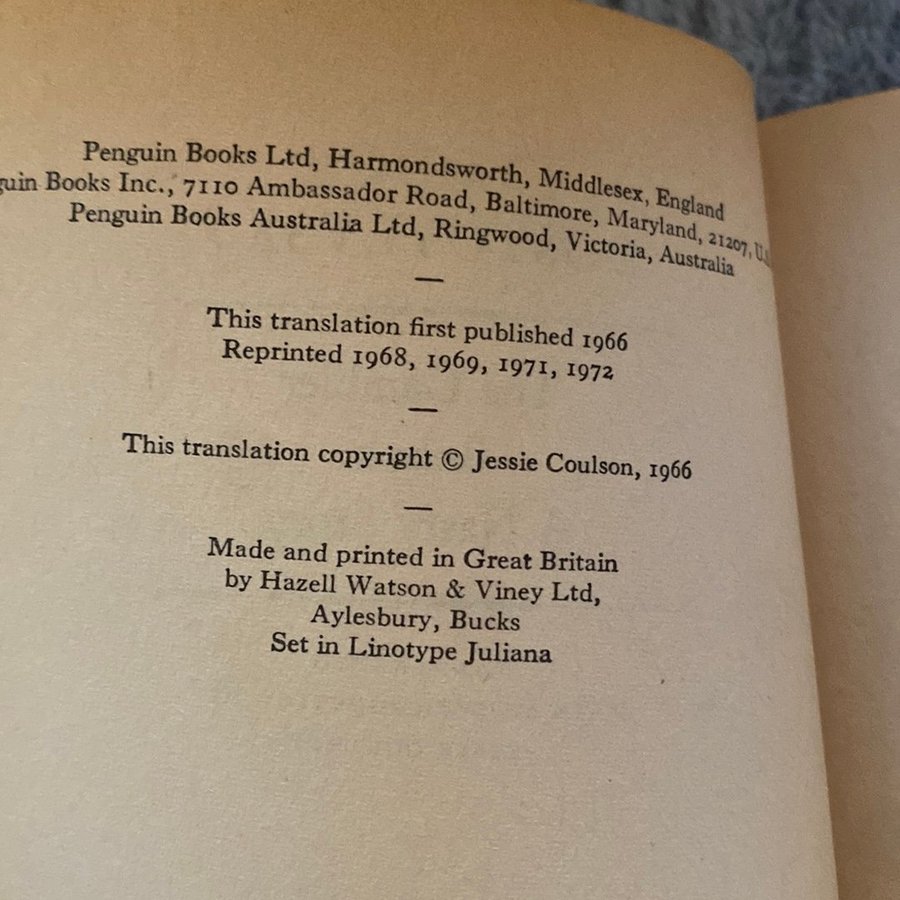 Penguin Books Ltd, Harmondsworth, Middlesex, England
Books Inc., 7110 Ambassador Road, Baltimore, Maryland, 21207,
Penguin Books Australia Ltd, Ringwood, Victoria, Australia
—
This translation first published 1966
Reprinted 1968, 1969, 1971, 1972
—
This translation copyright © Jessie Coulson, 1966
—
Made and printed in Great Britain
by Hazell Watson & Viney Ltd,
Aylesbury, Bucks
Set in Linotype Juliana